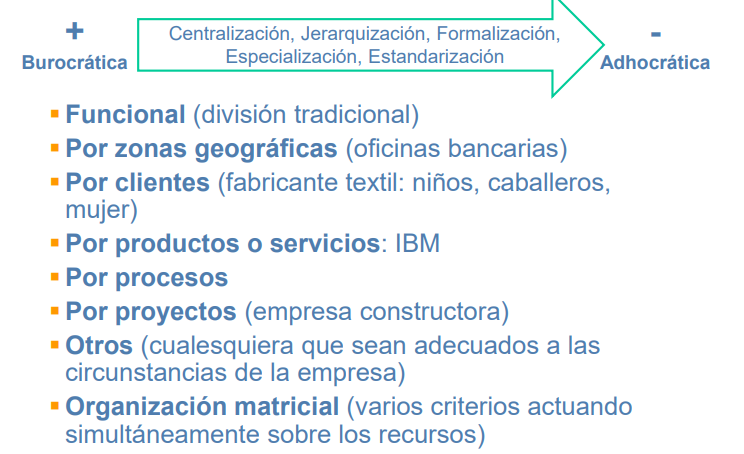 +
Burocrática
Centralización, Jerarquización, Formalización,
Especialización, Estandarización
-
Adhocrática
Funcional (división tradicional)
Por zonas geográficas (oficinas bancarias)
Por clientes (fabricante textil: niños, caballeros,
mujer)
Por productos o servicios: IBM
Por procesos
Por proyectos (empresa constructora)
Otros (cualesquiera que sean adecuados a las
circunstancias de la empresa)
Organización matricial (varios criterios actuando
simultáneamente sobre los recursos)